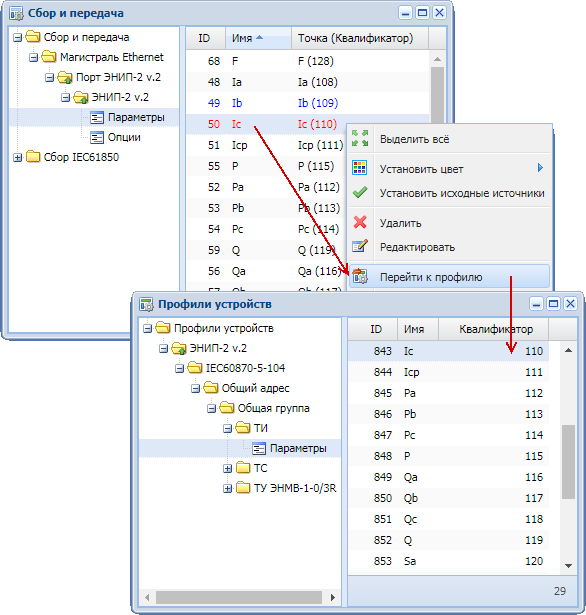 Сбор и передача
Сбор и передача
Магистраль Ethernet
Порт ЭНИП-2 v.2
ЭНИП-2 v.2
Параметры
Опции
Сбор IEC61850
ID Имя Точка (Квалификатор)
68 F F (128)
48 Ia Ia (108)
49 Ib Ib (109)
50 Ic Ic (110)
51 Icp Icp (111)
55 P P (115)
52 Pa Pa (112)
53 Pb Pb (113)
54 Pc Pc (114)
59 Q Q (119)
56 Qa Qa (116)
57 Qb Qb (117)
Выделить всё
Установить цвет
Установить исходные источники
Удалить
Редактировать
Перейти к профилю
Профили устройств
Профили устройств
ЭНИП-2 v.2
IEC60870-5-104
Общий адрес
Общая группа
ТИ
Параметры
ТС
ТУ ЭНМВ-1-0/3R
ID Имя Квалификатор
843 Ic 110
844 Icp 111
845 Pa 112
846 Pb 113
847 Pc 114
848 P 115
849 Qa 116
850 Qb 117
851 Qc 118
852 Q 119
853 Sa 120
29